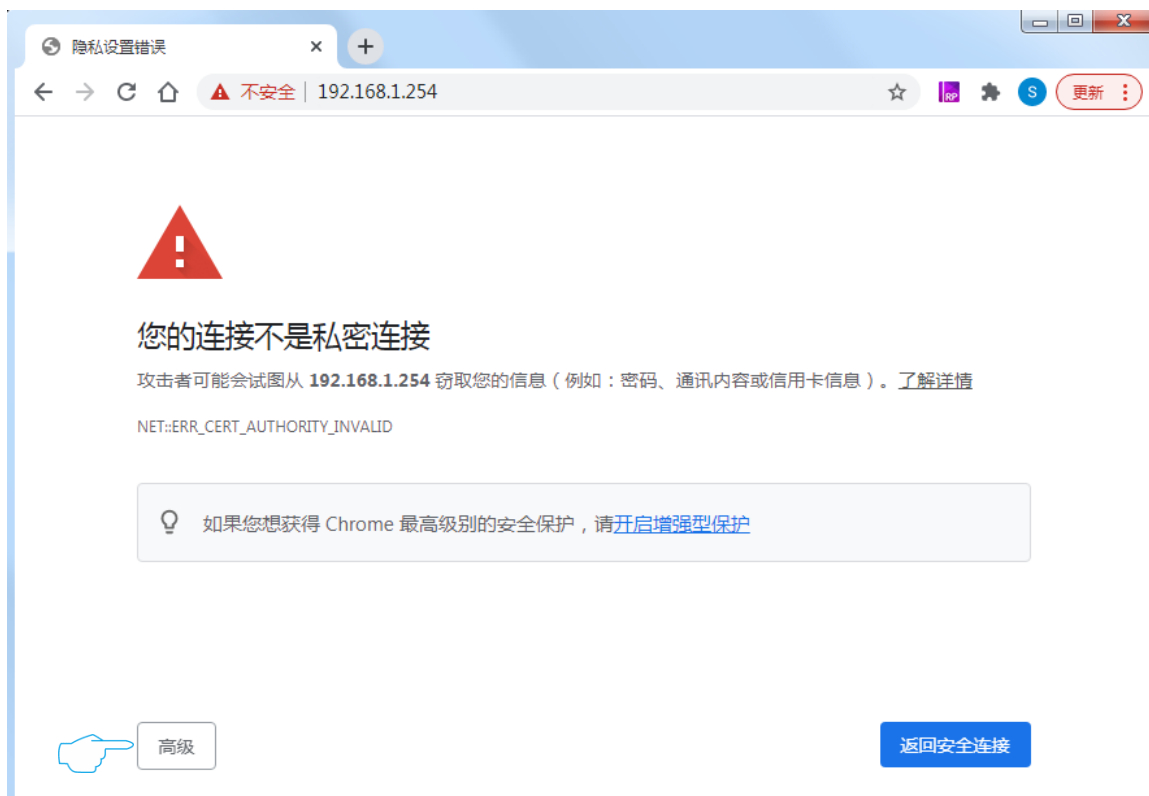 隐私设置错误
不安全 192.168.1.254
RP
S
更新
您的连接不是私密连接
攻击者可能会试图从 192.168.1.254 窃取您的信息（例如：密码、通讯内容或信用卡信息）。了解详情
NET::ERR_CERT_AUTHORITY_INVALID
如果您想获得 Chrome 最高级别的安全保护，请开启增强型保护
高级
返回安全连接